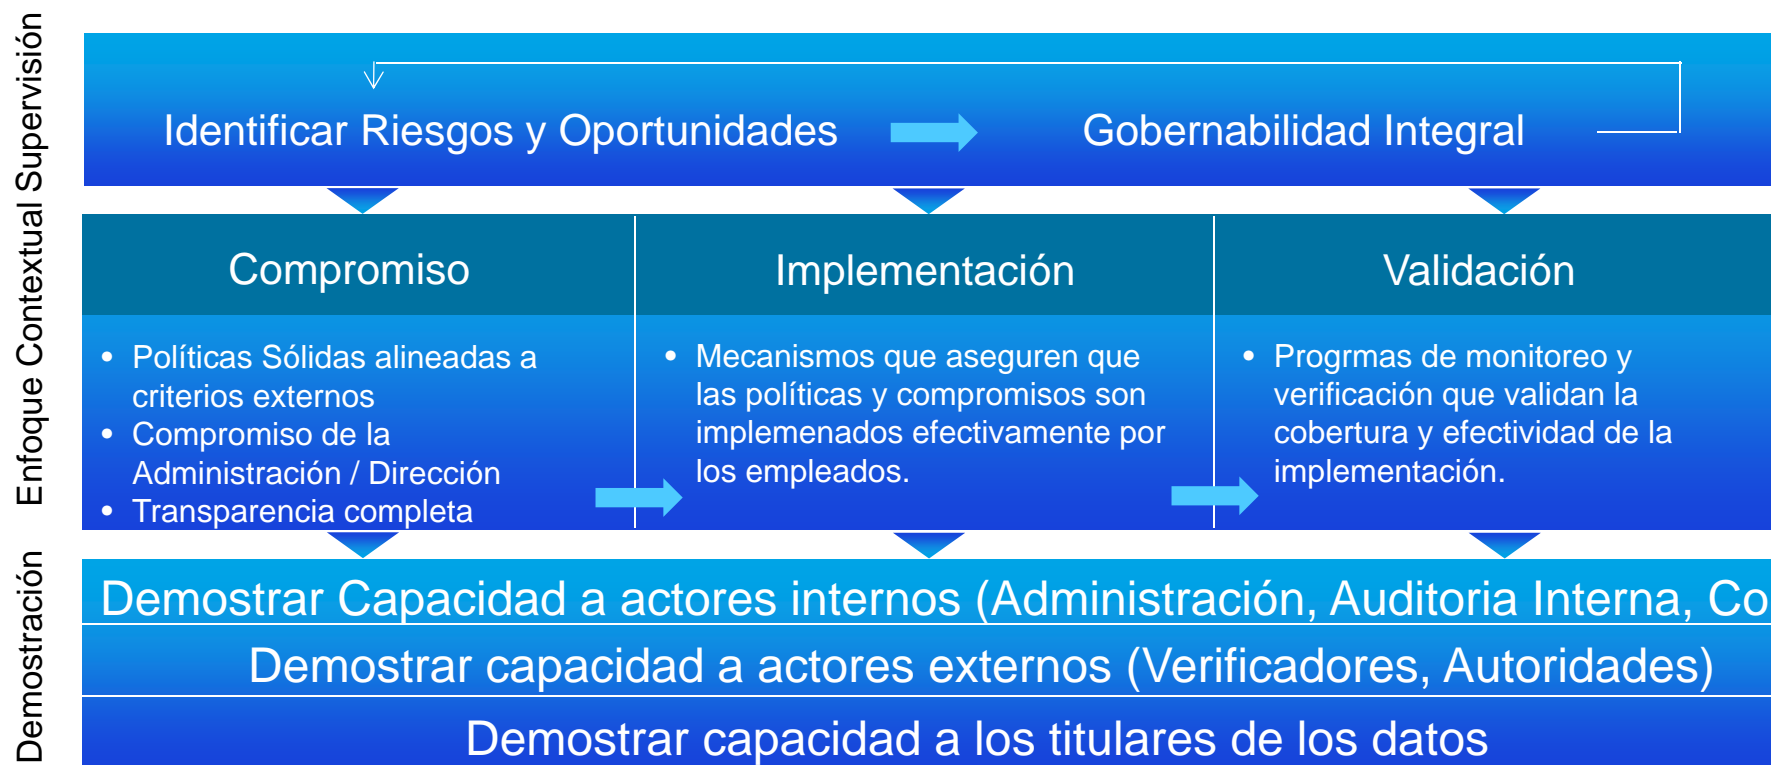 Enfoque Contextual Supervisión
Identificar Riesgos y Oportunidades
Gobernabilidad Integral
Compromiso
Implementación
Validación
• Políticas Sólidas alineadas a
criterios externos
• Compromiso de la
Administración / Dirección
• Transparencia completa
• Mecanismos que aseguren que
las políticas y compromisos son
implemenados efectivamente por
los empleados.
• Progrmas de monitoreo y
verificación que validan la
cobertura y efectividad de la
implementación.
Demostración
Demostrar Capacidad a actores internos (Administración, Auditoria Interna, Co
Demostrar capacidad a actores externos (Verificadores, Autoridades)
Demostrar capacidad a los titulares de los datos